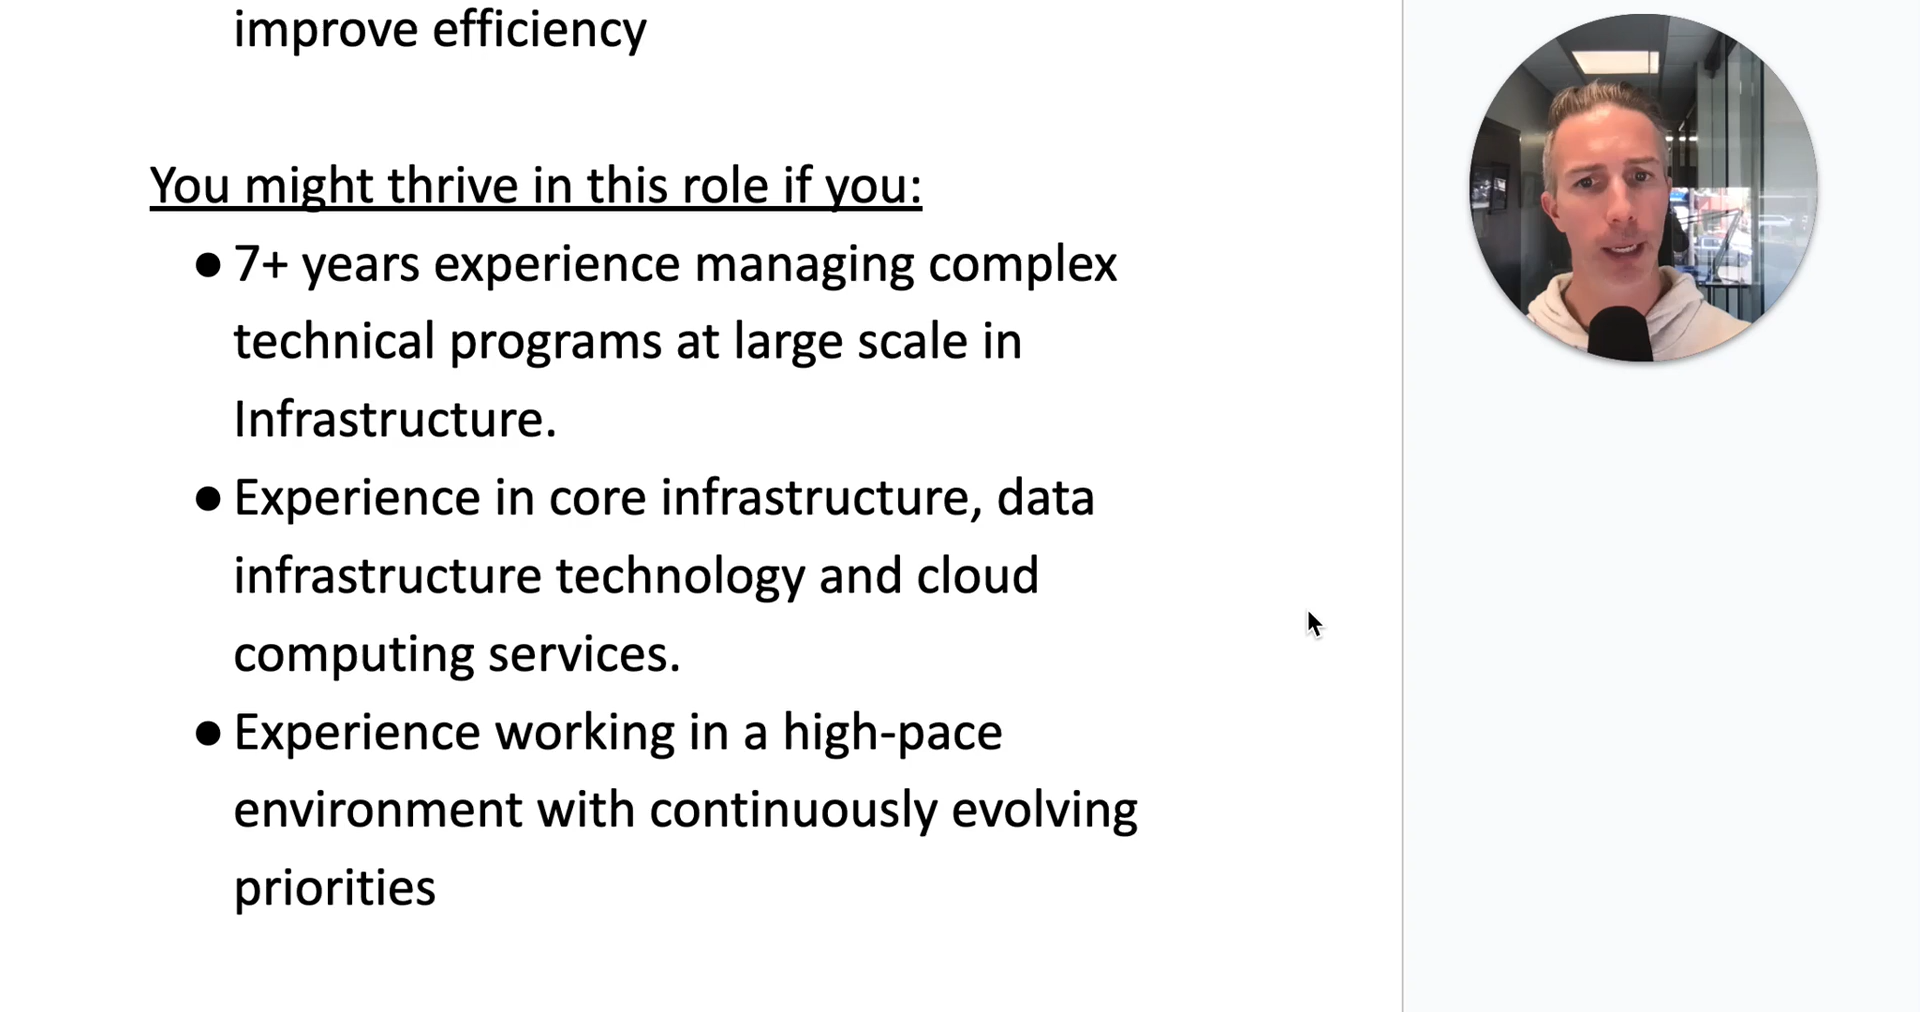 improve efficiency
You might thrive in this role if you:
● 7+ years experience managing complex
technical programs at large scale in
Infrastructure.
● Experience in core infrastructure, data
infrastructure technology and cloud
computing services.
● Experience working in a high-pace
environment with continuously evolving
priorities